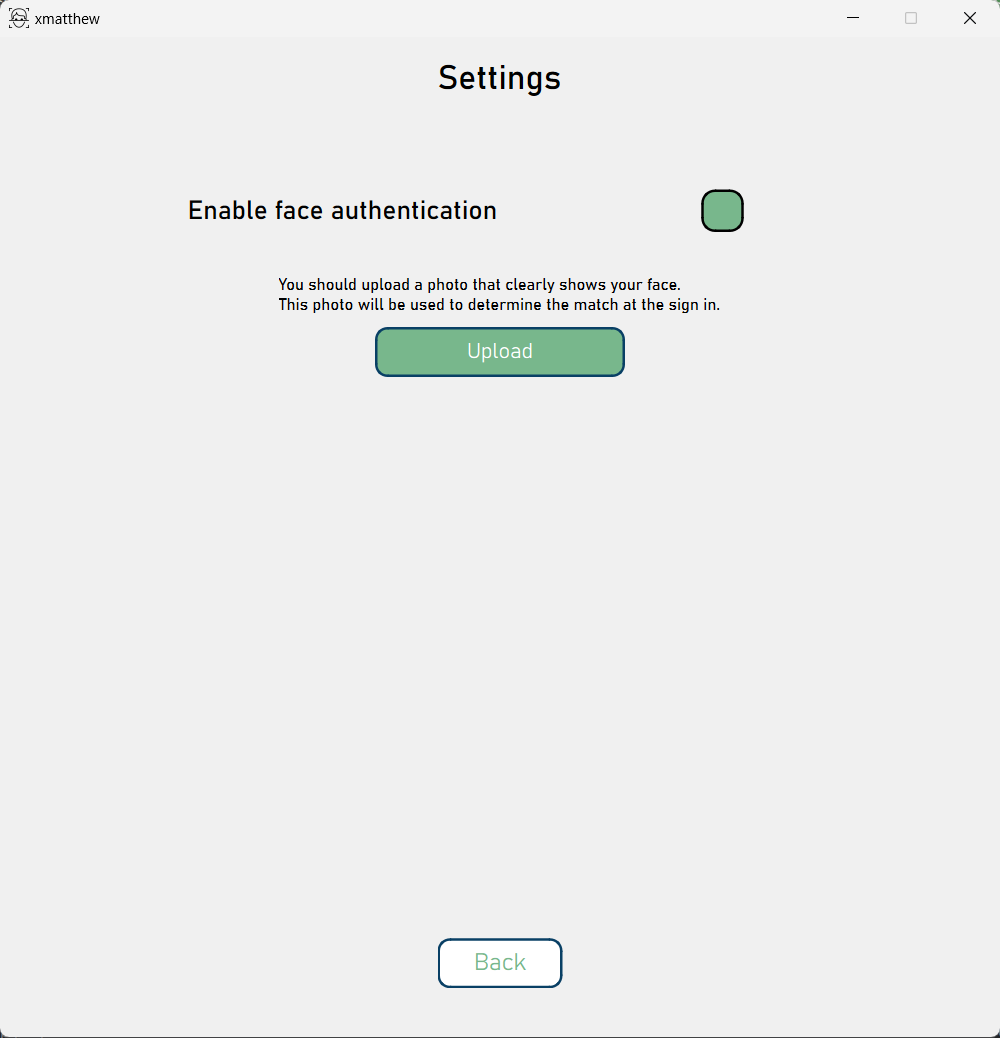 xmatthew
Settings
Enable face authentication
You should upload a photo that clearly shows your face.
This photo will be used to determine the match at the sign in.
Upload
Back